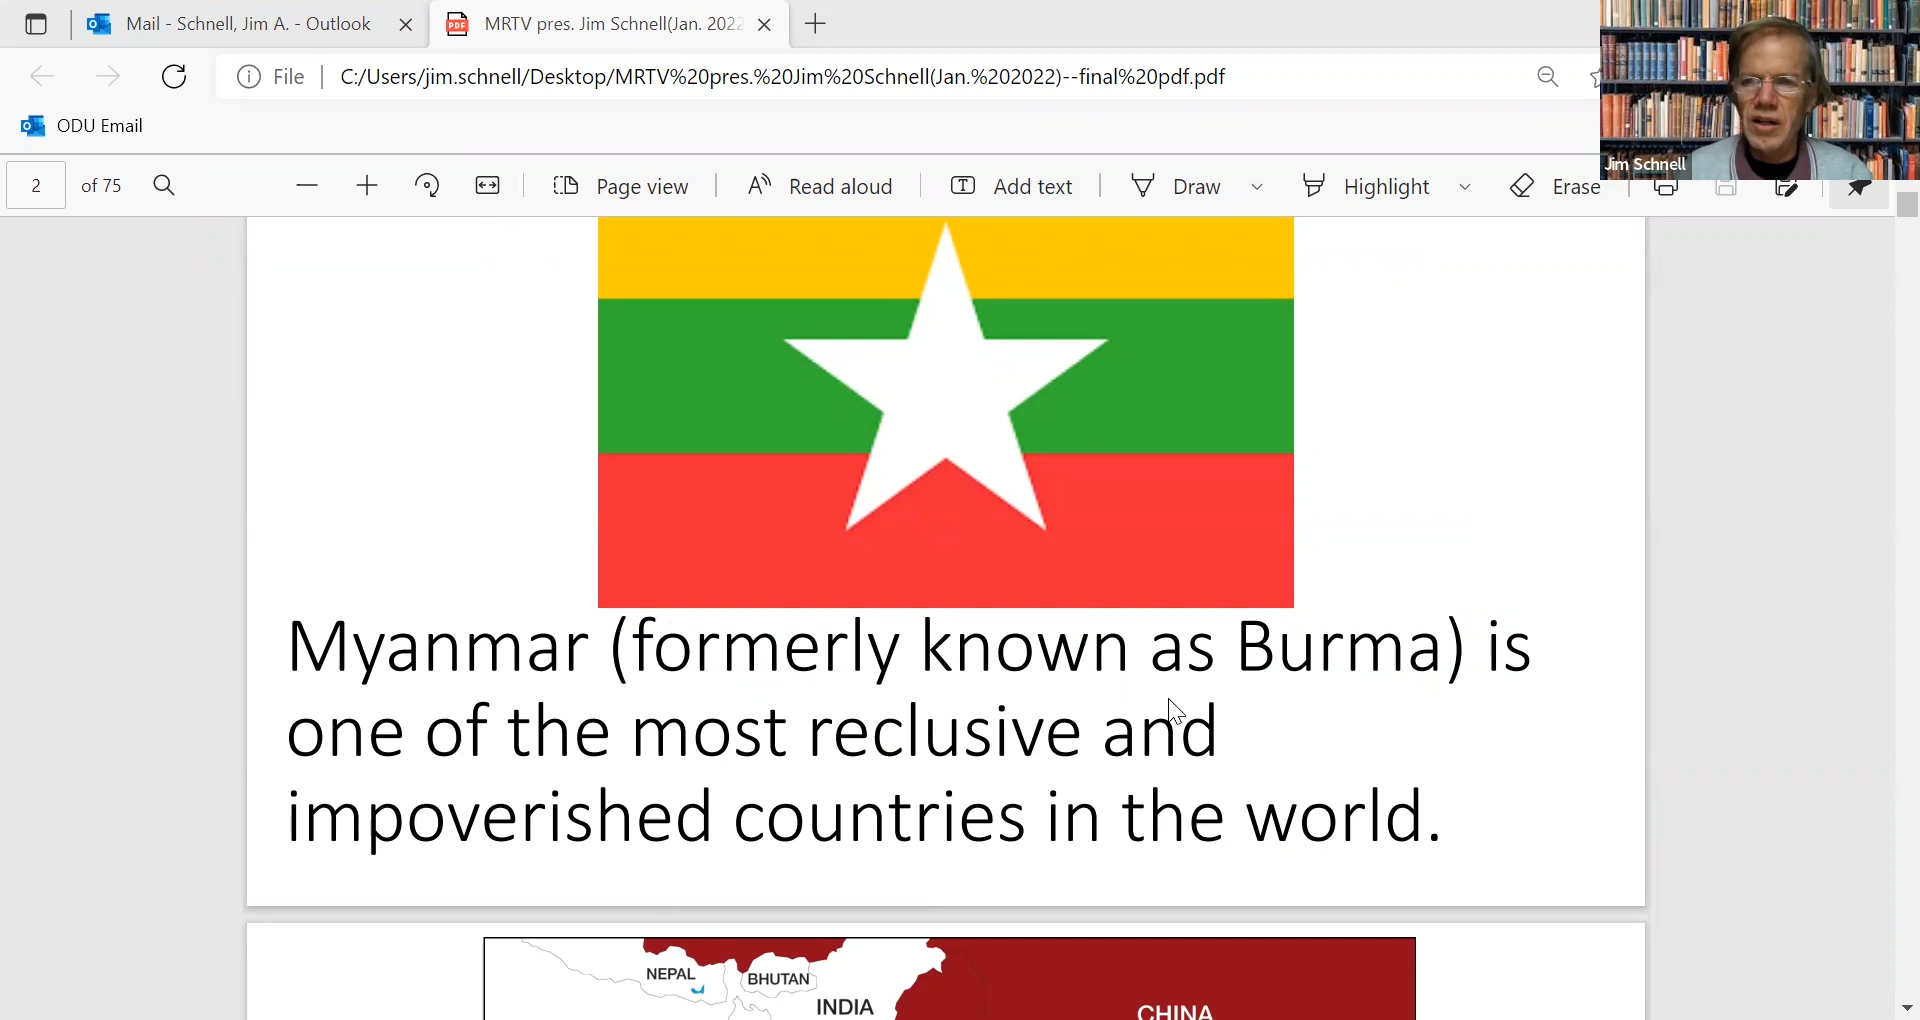 Mail - Schnell, Jim A. - Outlook
MRTV pres. Jim Schnell(Jan. 2022
File
C:/Users/jim.schnell/Desktop/MRTV%20pres.%20Jim%20Schnell(Jan.%202022)--final%20pdf.pdf
ODU Email
Jim Schnell
2 of 75
Page view
Read aloud
Add text
Draw
Highlight
Erase
Myanmar (formerly known as Burma) is
one of the most reclusive and
impoverished countries in the world.
NEPAL
BHUTAN
INDIA
CHINA